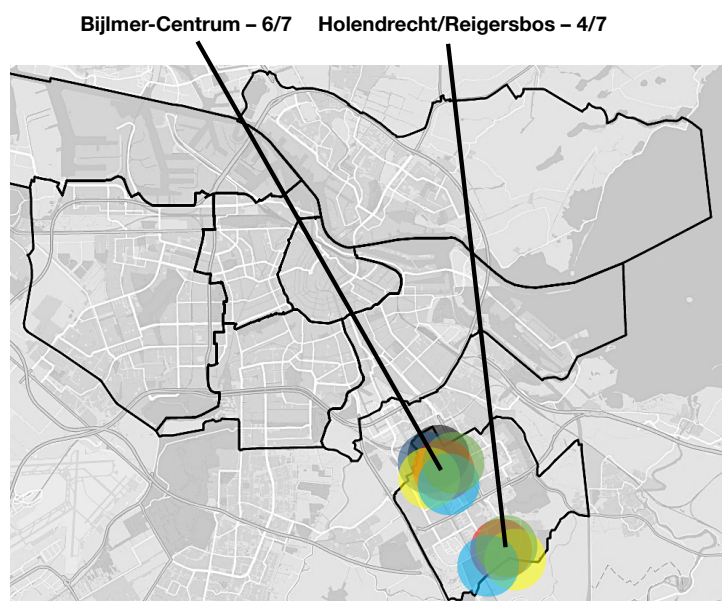 Bijlmer-Centrum – 6/7
Holendrecht/Reigersbos – 4/7